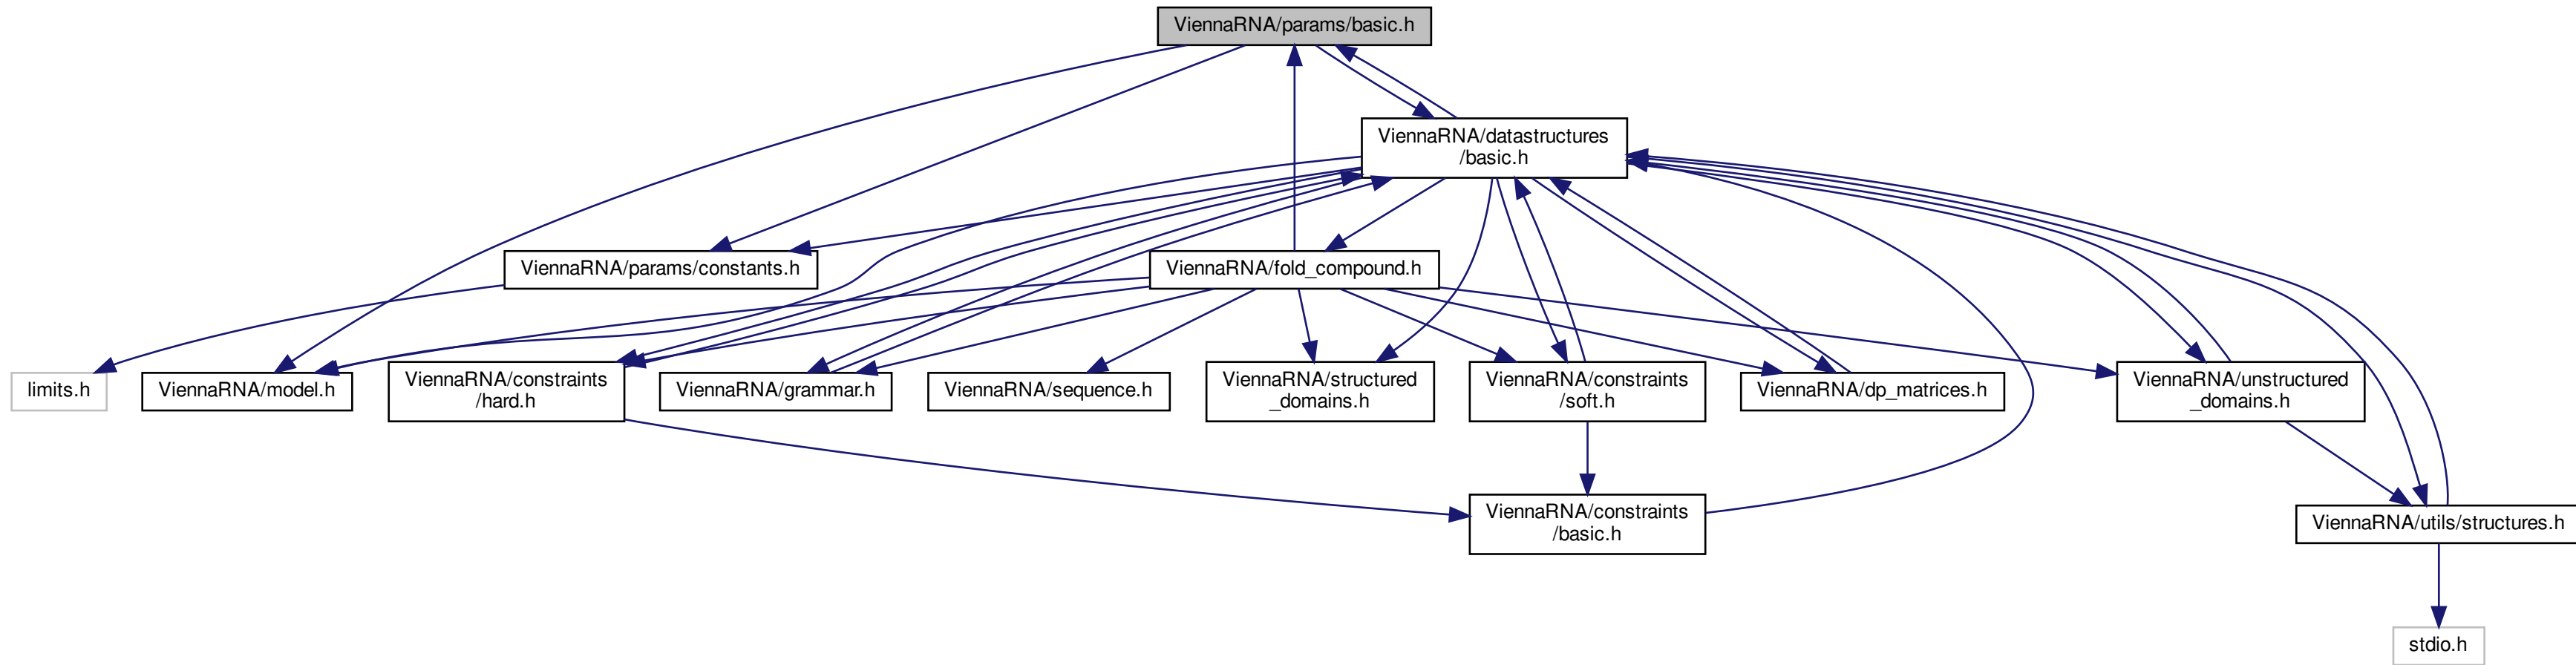 ViennaRNA/params/basic.h
ViennaRNA/datastructures
/basic.h
ViennaRNA/params/constants.h
ViennaRNA/fold_compound.h
limits.h
ViennaRNA/model.h
ViennaRNA/constraints
/hard.h
ViennaRNA/grammar.h
ViennaRNA/sequence.h
ViennaRNA/structured
_domains.h
ViennaRNA/constraints
/soft.h
ViennaRNA/dp_matrices.h
ViennaRNA/unstructured
_domains.h
ViennaRNA/constraints
/basic.h
ViennaRNA/utils/structures.h
stdio.h